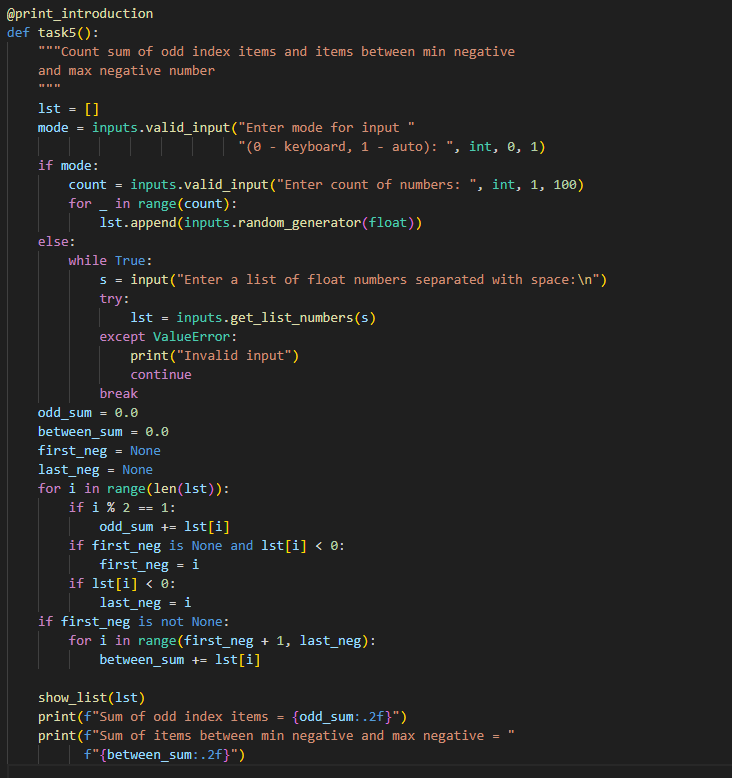 @print_introduction
def task5():
    """Count sum of odd index items and items between min negative
    and max negative number
    """
    lst = []
    mode = inputs.valid_input("Enter mode for input "
                              "(0 - keyboard, 1 - auto): ", int, 0, 1)
    if mode:
        count = inputs.valid_input("Enter count of numbers: ", int, 1, 100)
        for _ in range(count):
            lst.append(inputs.random_generator(float))
    else:
        while True:
            s = input("Enter a list of float numbers separated with space:\n")
            try:
                lst = inputs.get_list_numbers(s)
            except ValueError:
                print("Invalid input")
                continue
            break
    odd_sum = 0.0
    between_sum = 0.0
    first_neg = None
    last_neg = None
    for i in range(len(lst)):
        if i % 2 == 1:
            odd_sum += lst[i]
        if first_neg is None and lst[i] < 0:
            first_neg = i
        if lst[i] < 0:
            last_neg = i
    if first_neg is not None:
        for i in range(first_neg + 1, last_neg):
            between_sum += lst[i]

    show_list(lst)
    print(f"Sum of odd index items = {odd_sum:.2f}")
    print(f"Sum of items between min negative and max negative = "
          f"{between_sum:.2f}")